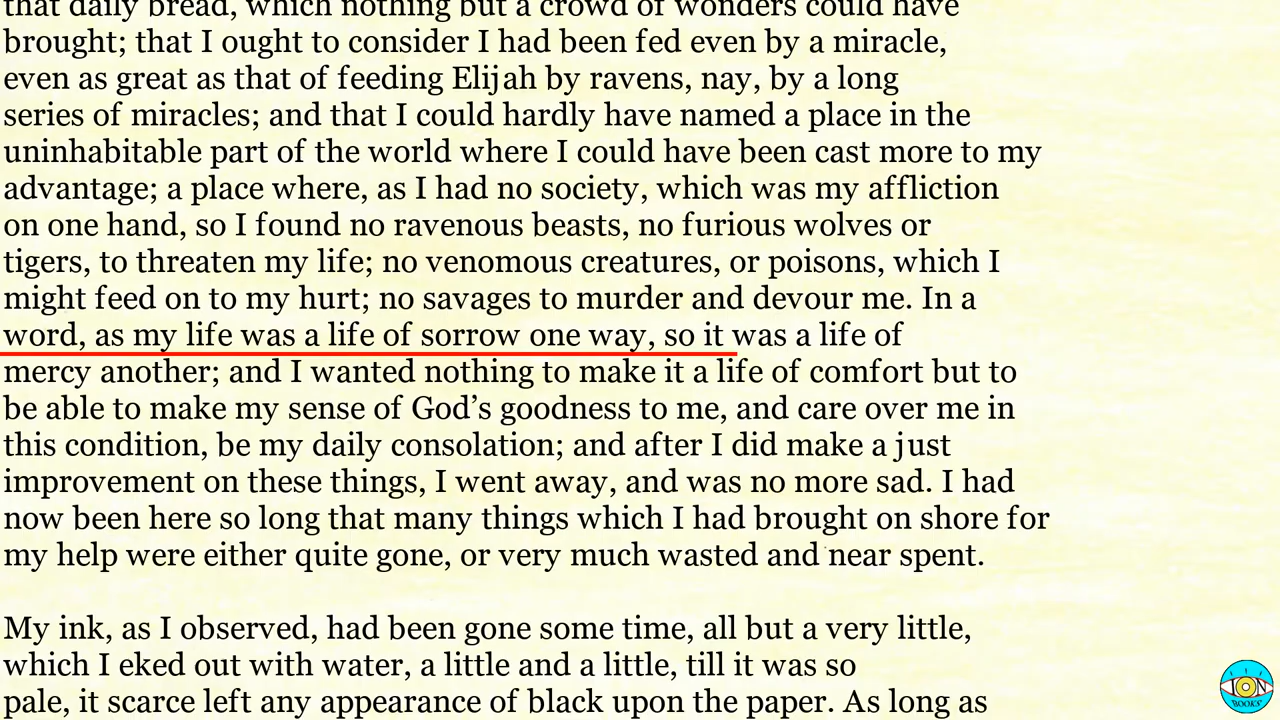 that daily bread, which nothing but a crowd of wonders could have
brought; that I ought to consider I had been fed even by a miracle,
even as great as that of feeding Elijah by ravens, nay, by a long
series of miracles; and that I could hardly have named a place in the
uninhabitable part of the world where I could have been cast more to my
advantage; a place where, as I had no society, which was my affliction
on one hand, so I found no ravenous beasts, no furious wolves or
tigers, to threaten my life; no venomous creatures, or poisons, which I
might feed on to my hurt; no savages to murder and devour me. In a
word, as my life was a life of sorrow one way, so it was a life of
mercy another; and I wanted nothing to make it a life of comfort but to
be able to make my sense of God’s goodness to me, and care over me in
this condition, be my daily consolation; and after I did make a just
improvement on these things, I went away, and was no more sad. I had
now been here so long that many things which I had brought on shore for
my help were either quite gone, or very much wasted and near spent.
My ink, as I observed, had been gone some time, all but a very little,
which I eked out with water, a little and a little, till it was so
pale, it scarce left any appearance of black upon the paper. As long as
ION
BOOKS